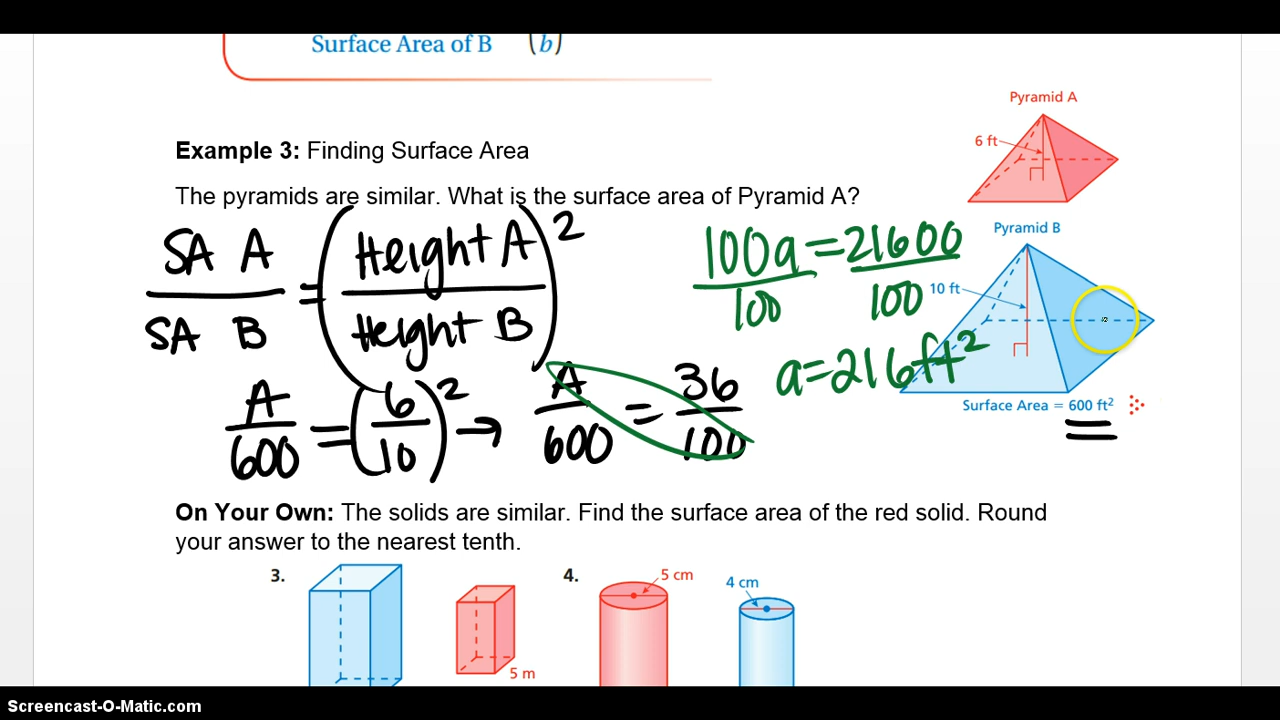 Surface Area of B (b)
Pyramid A
6 ft
Example 3: Finding Surface Area
The pyramids are similar. What is the surface area of Pyramid A?
SA A / SA B = (Height A / Height B)²
100a = 21600
100 100
a = 216 ft²
Pyramid B
10 ft
Surface Area = 600 ft²
A / 600 = (6 / 10)² → A / 600 = 36 / 100
On Your Own: The solids are similar. Find the surface area of the red solid. Round
your answer to the nearest tenth.
3.
5 m
4.
5 cm
4 cm
Screencast-O-Matic.com